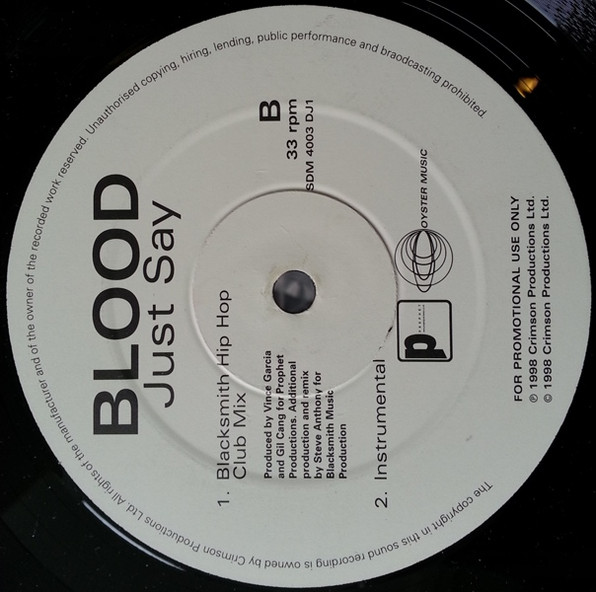 BLOOD
Just Say
B
33 rpm
SDM 4003 DJ1
1. Blacksmith Hip Hop
Club Mix
Produced by Vince Garcia
and Gil Cang for Prophet
Productions. Additional
production and remix
by Steve Anthony for
Blacksmith Music
Production
2. Instrumental
p
OYSTER MUSIC
FOR PROMOTIONAL USE ONLY
℗ 1998 Crimson Productions Ltd.
© 1998 Crimson Productions Ltd.
The copyright in this sound recording is owned by Crimson Productions Ltd. All rights of the manufacturer and of the owner of the recorded work reserved. Unauthorised copying, hiring, lending, public performance and braodcasting prohibited.